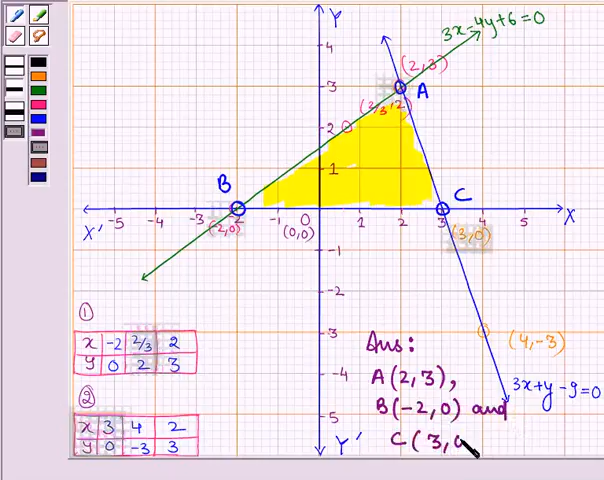 Y
3x-4y+6=0
4
(2,3)
3
A
(2/3,2)
2
1
B
C
-5 -4 -3 -2 -1 0 1 2 3 4 5 X
X' (-2,0) (0,0) (3,0)
-1
-2
-3
(4,-3)
-4
-5
Y'
3x+y-9=0
①
x -2 2/3 2
y 0 2 3
②
x 3 4 2
y 0 -3 3
Ans:
A(2,3),
B(-2,0) and
C(3,0